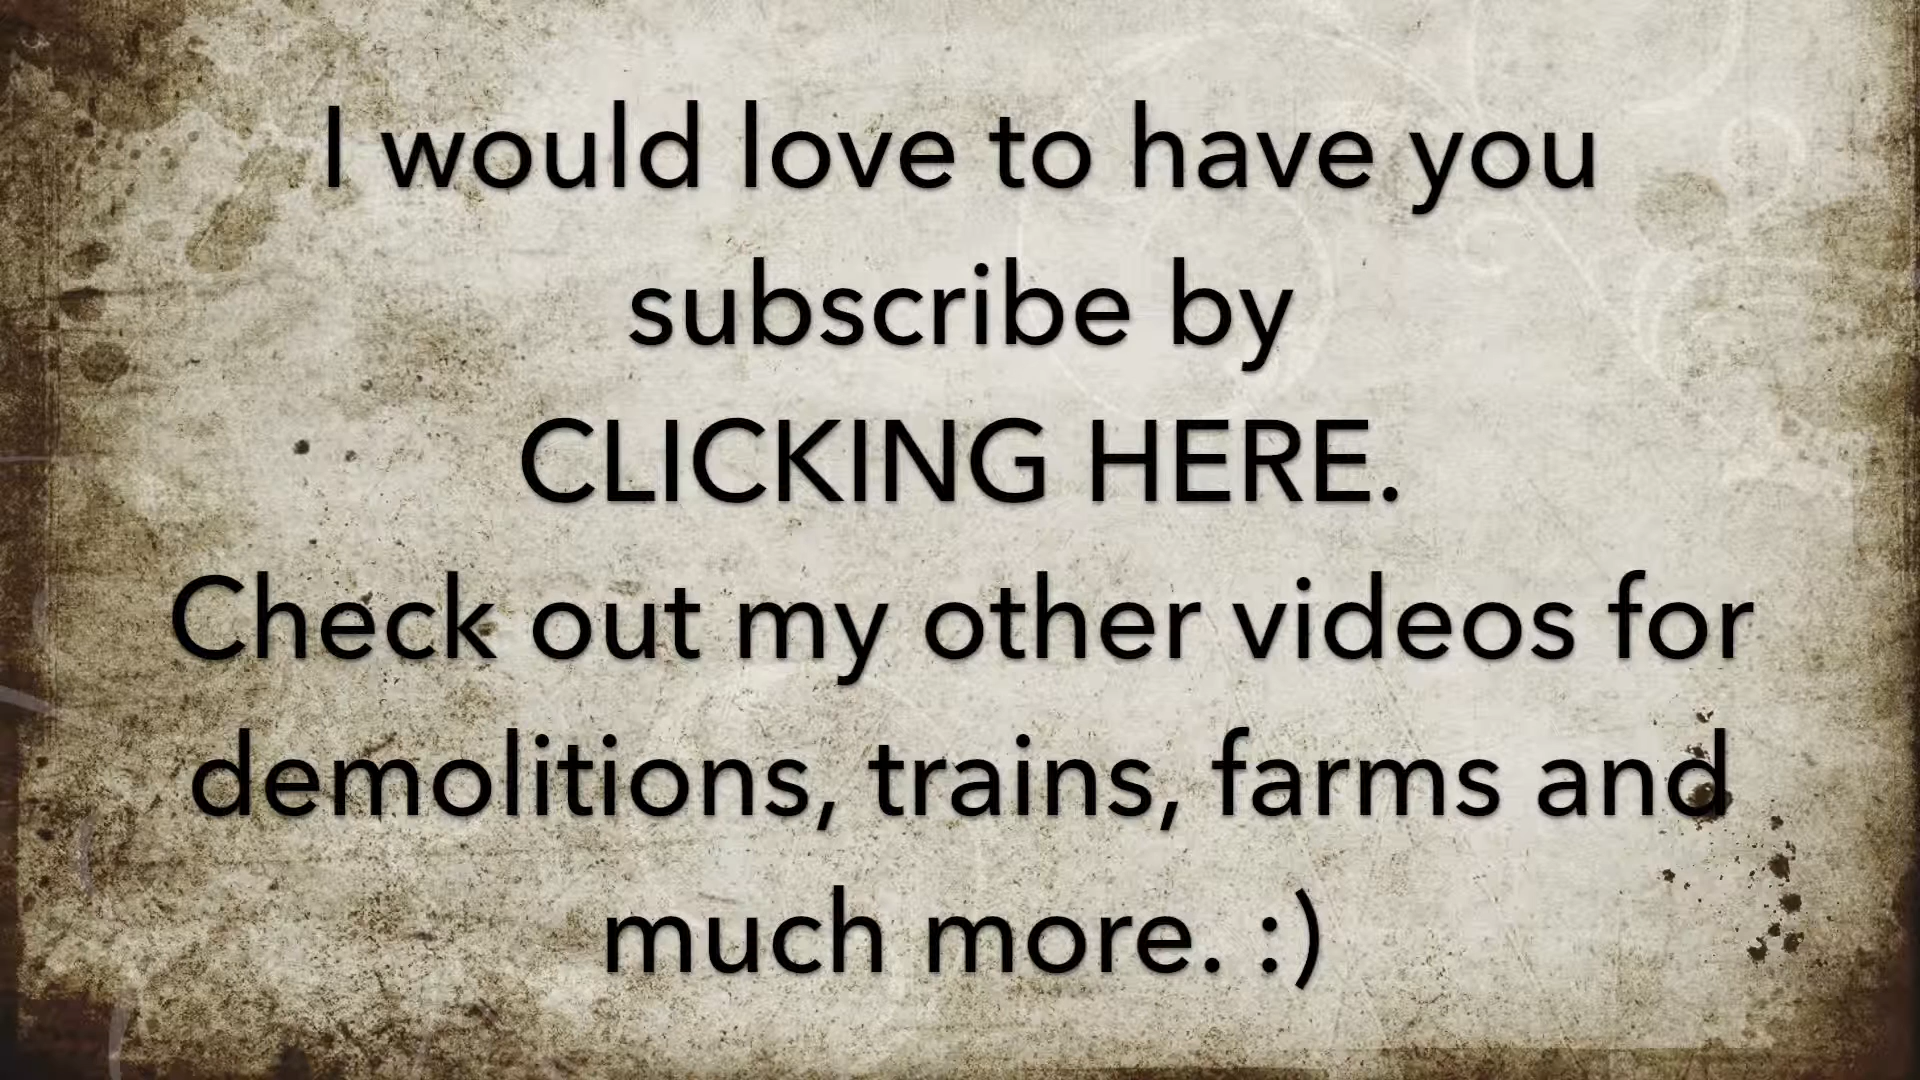 I would love to have you
subscribe by
CLICKING HERE.
Check out my other videos for
demolitions, trains, farms and
much more. :)